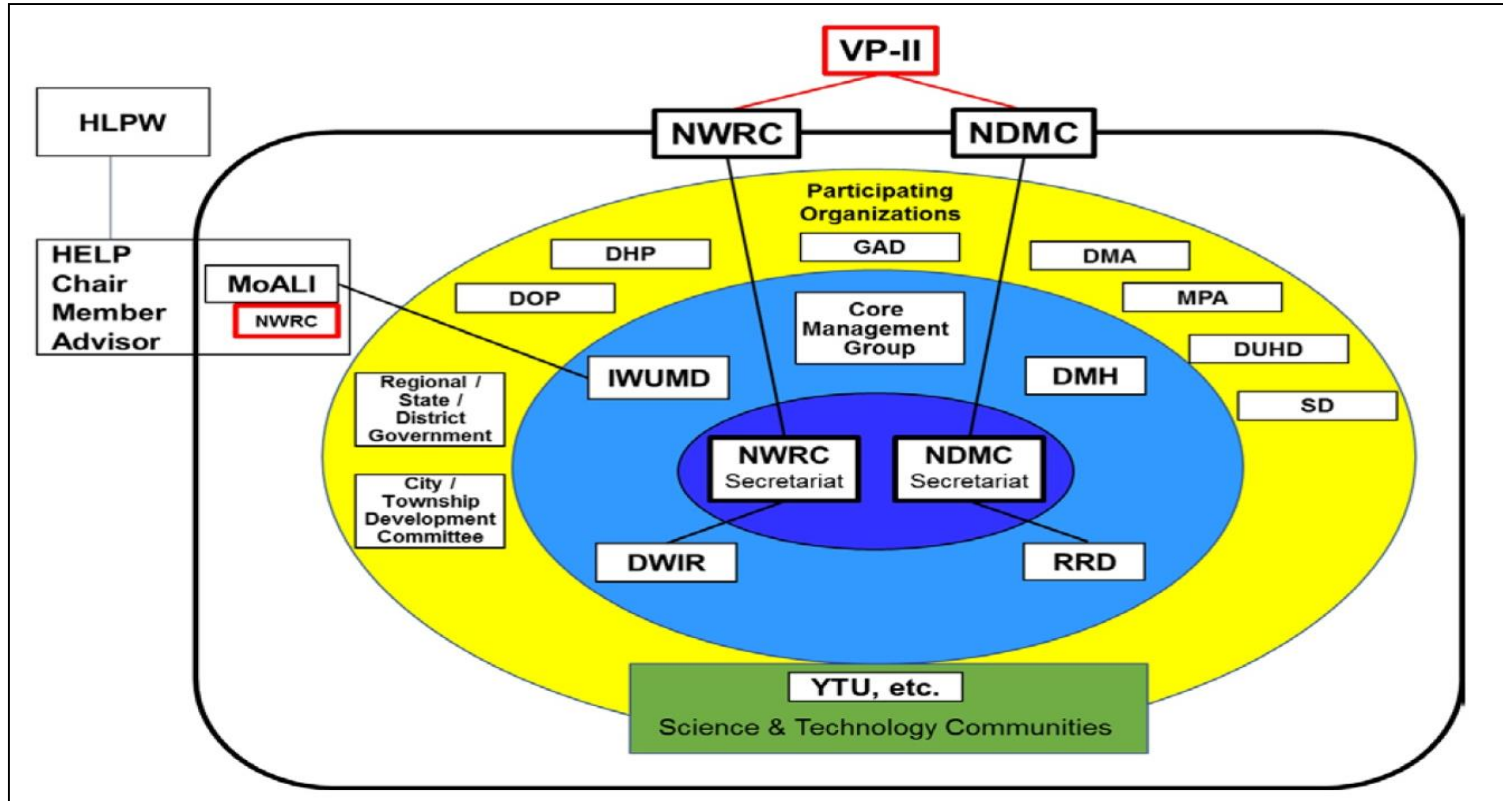 VP-II
HLPW
NWRC
NDMC
Participating
Organizations
DHP
GAD
DMA
HELP
Chair
Member
Advisor
MoALI
NWRC
DOP
MPA
Core
Management
Group
DUHD
Regional /
State /
District
Government
IWUMD
DMH
SD
NWRC
Secretariat
NDMC
Secretariat
City /
Township
Development
Committee
DWIR
RRD
YTU, etc.
Science & Technology Communities